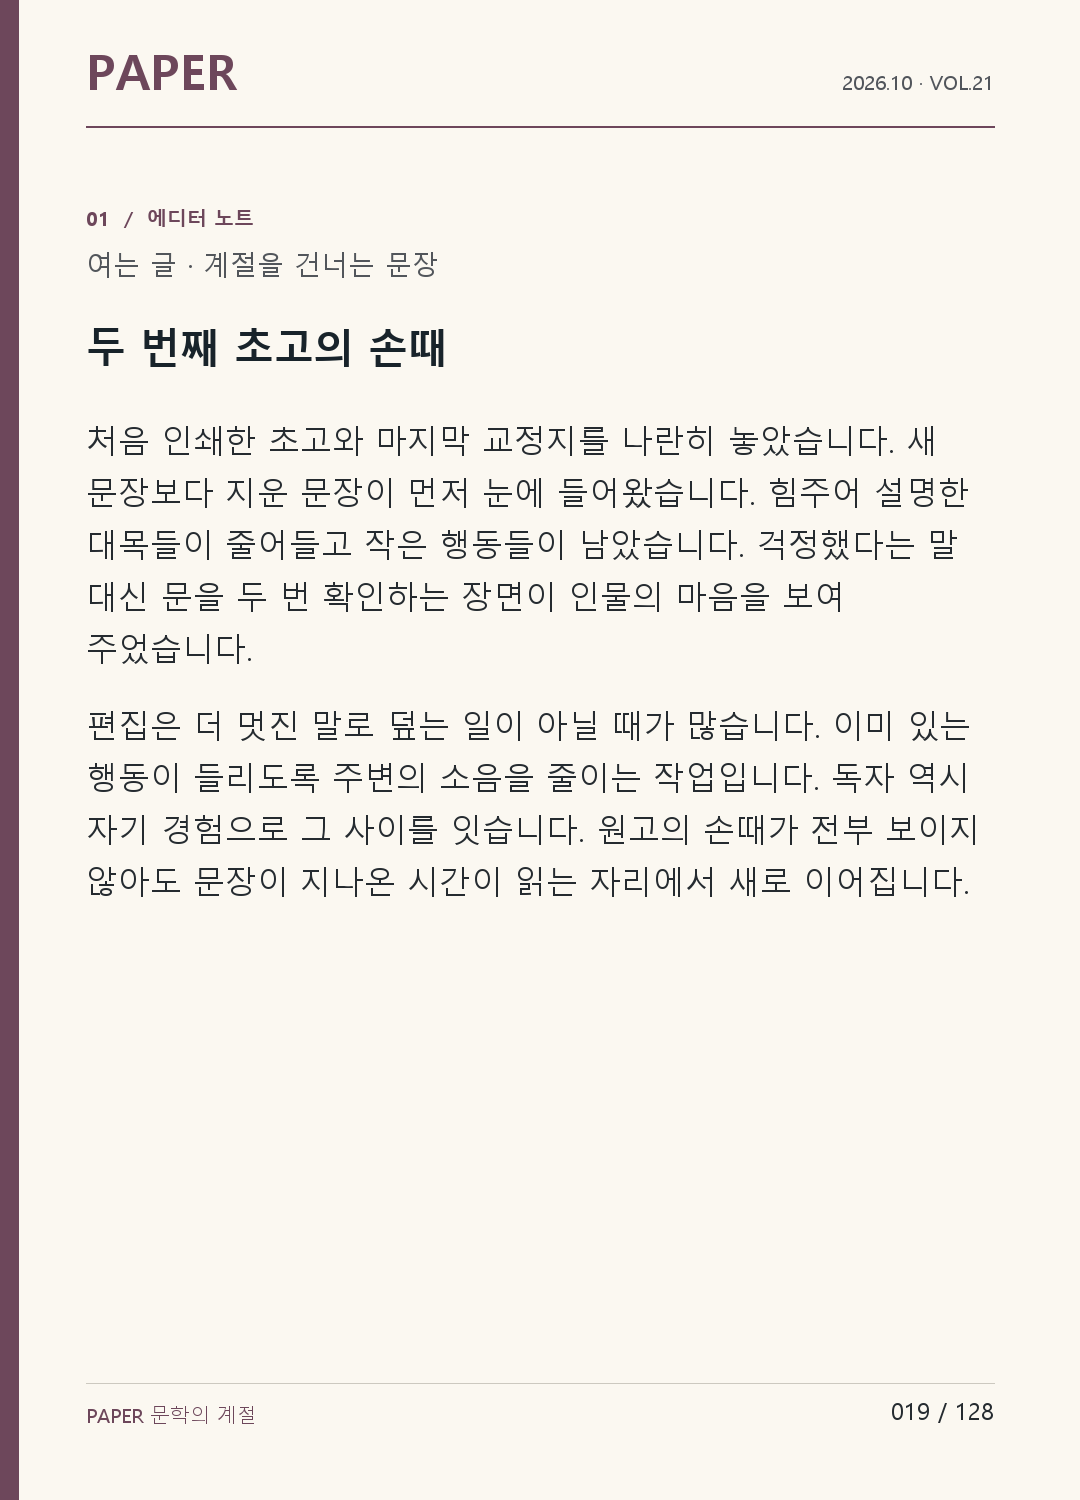 PAPER
2026.10 · VOL.21
01 / 에디터 노트
여는 글 · 계절을 건너는 문장
두 번째 초고의 손때
처음 인쇄한 초고와 마지막 교정지를 나란히 놓았습니다. 새
문장보다 지운 문장이 먼저 눈에 들어왔습니다. 힘주어 설명한
대목들이 줄어들고 작은 행동들이 남았습니다. 걱정했다는 말
대신 문을 두 번 확인하는 장면이 인물의 마음을 보여
주었습니다.
편집은 더 멋진 말로 덮는 일이 아닐 때가 많습니다. 이미 있는
행동이 들리도록 주변의 소음을 줄이는 작업입니다. 독자 역시
자기 경험으로 그 사이를 잇습니다. 원고의 손때가 전부 보이지
않아도 문장이 지나온 시간이 읽는 자리에서 새로 이어집니다.
PAPER 문학의 계절
019 / 128